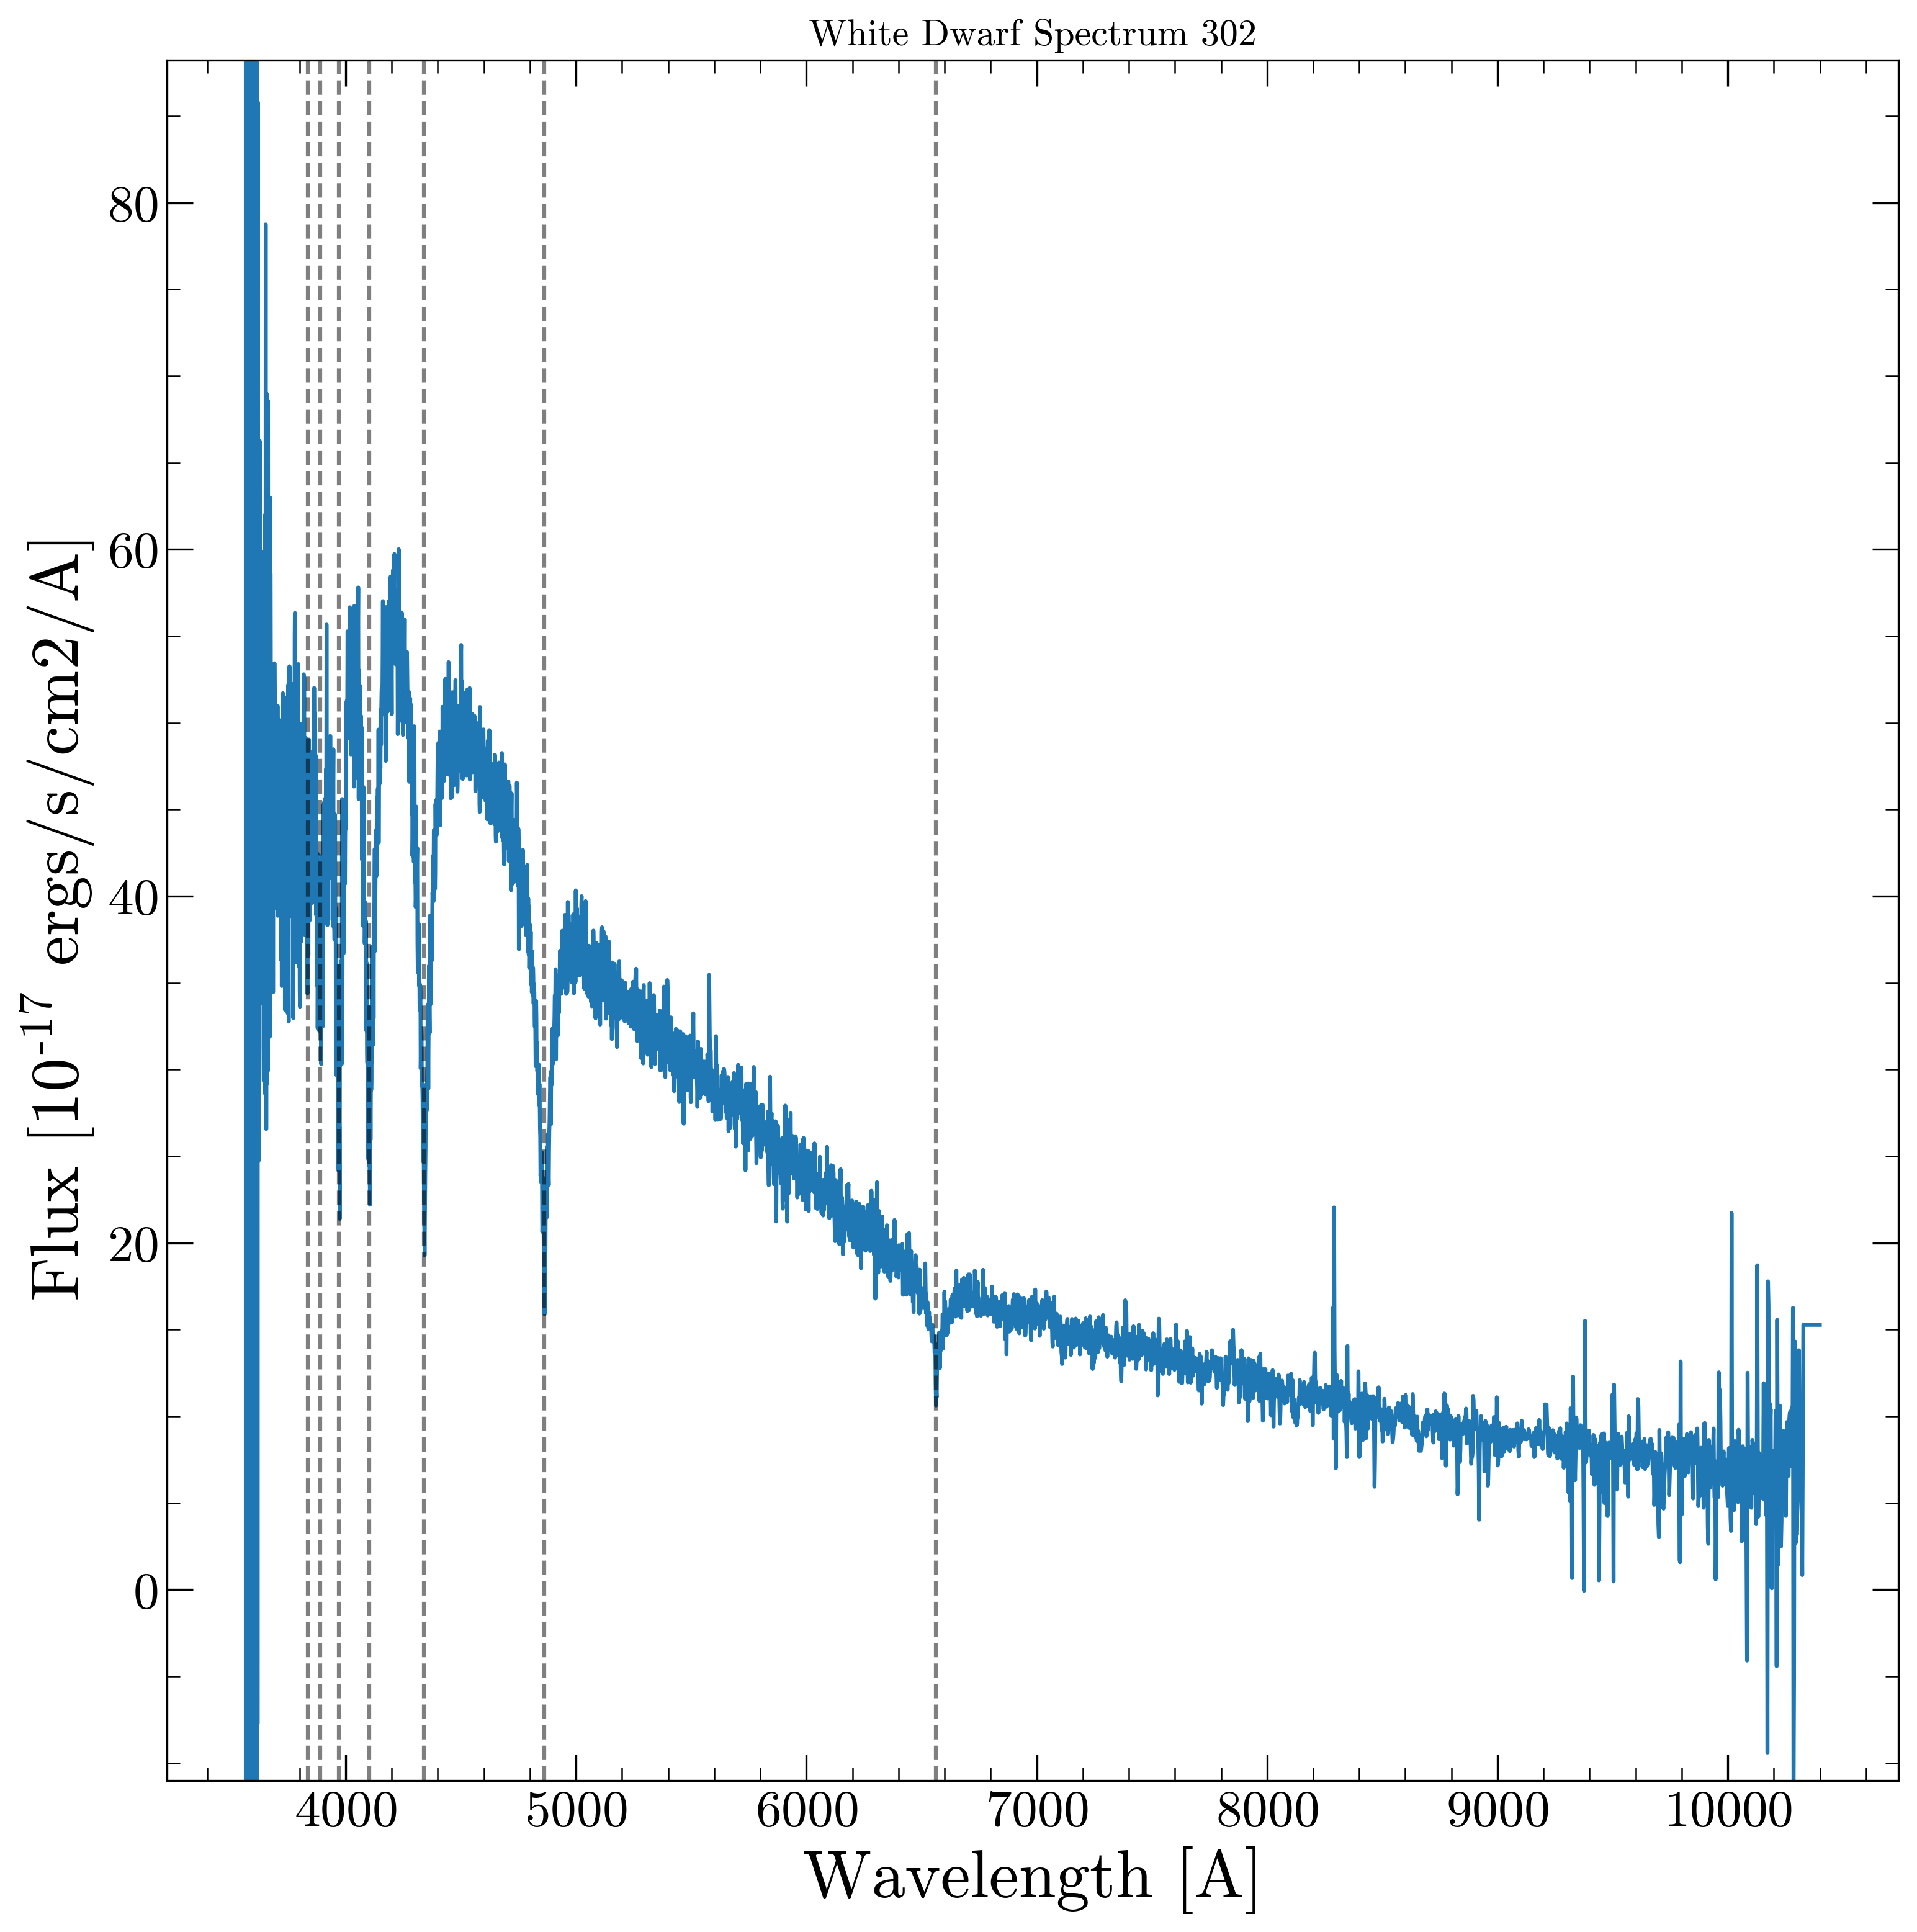 White Dwarf Spectrum 302
80
60
40
20
0
Flux [10⁻¹⁷ ergs/s/cm2/A]
4000 5000 6000 7000 8000 9000 10000
Wavelength [A]